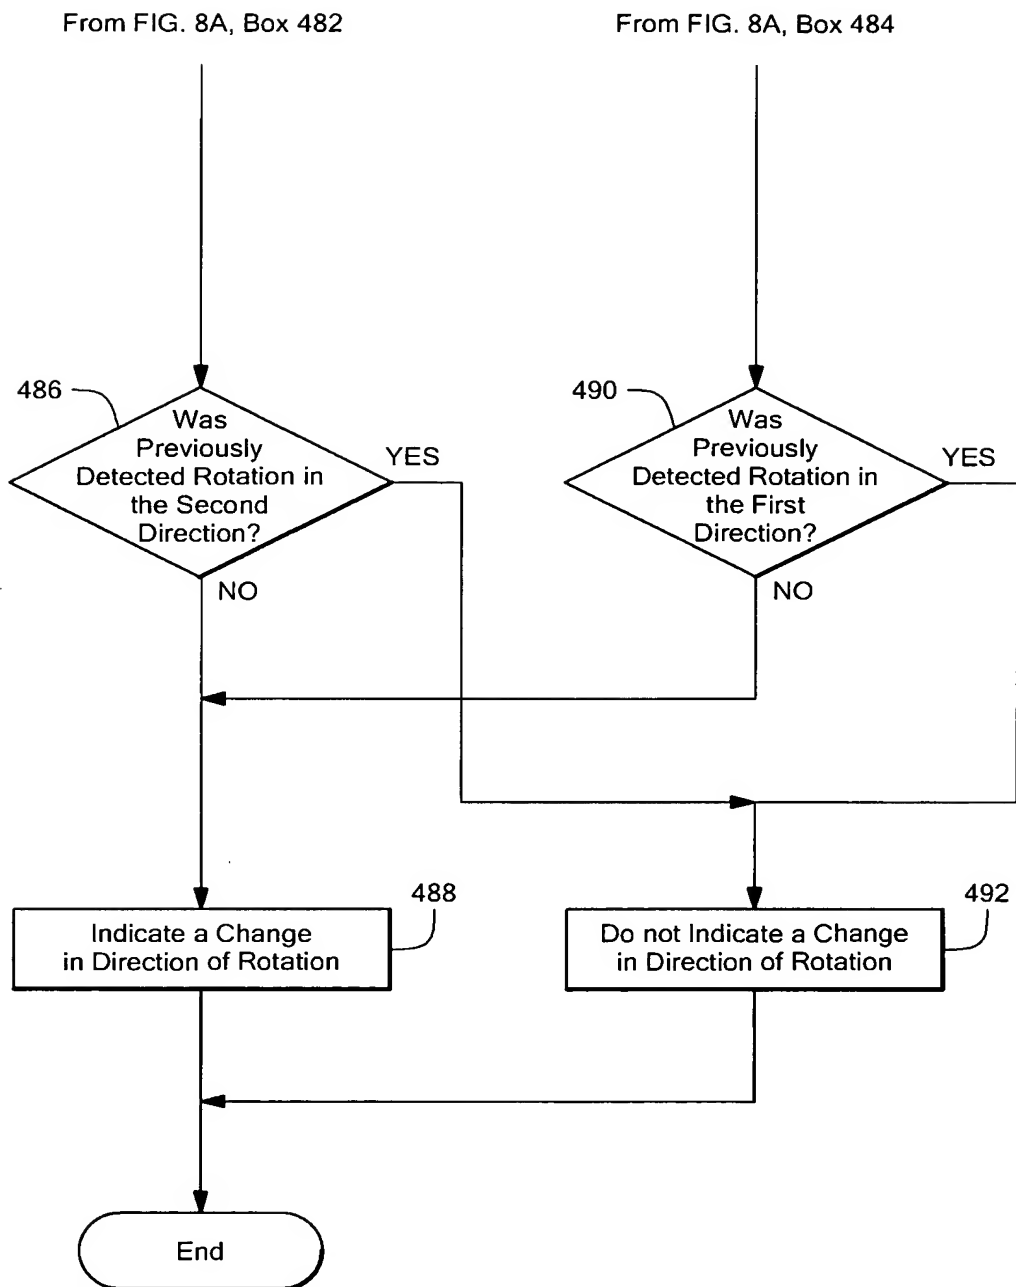 From FIG. 8A, Box 482
From FIG. 8A, Box 484
486
Was
Previously
Detected Rotation in
the Second
Direction?
YES
NO
490
Was
Previously
Detected Rotation in
the First
Direction?
YES
NO
488
Indicate a Change
in Direction of Rotation
492
Do not Indicate a Change
in Direction of Rotation
End